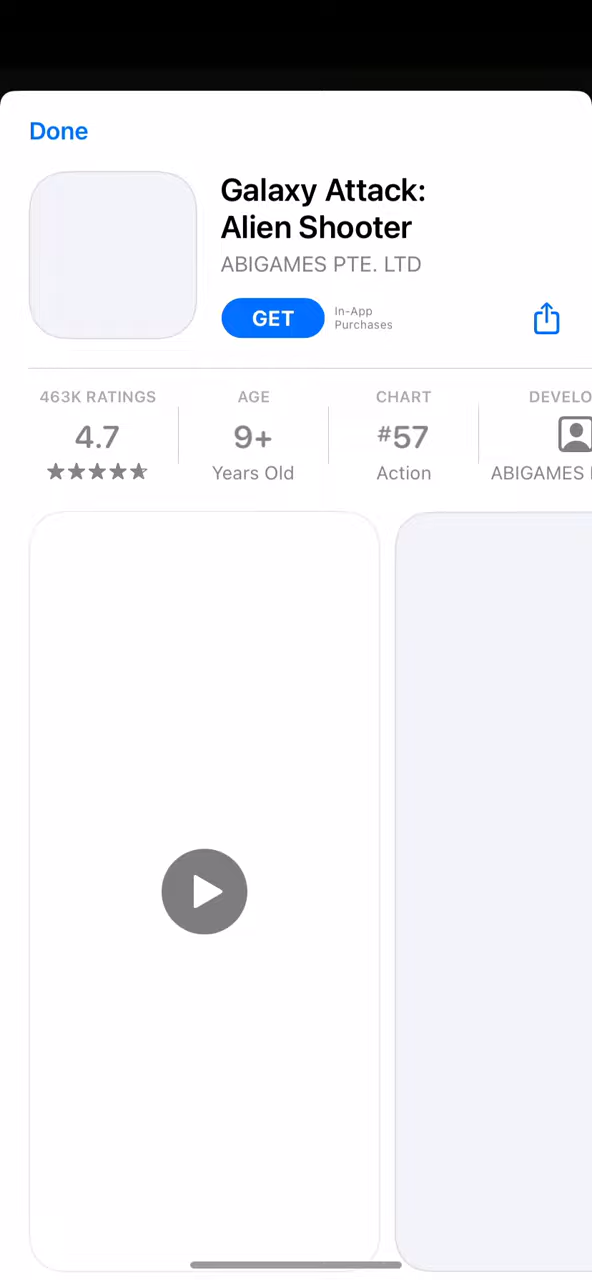 Done
Galaxy Attack:
Alien Shooter
ABIGAMES PTE. LTD
GET
In-App
Purchases
463K RATINGS
AGE
CHART
DEVELO
4.7
9+
#57
Years Old
Action
ABIGAMES